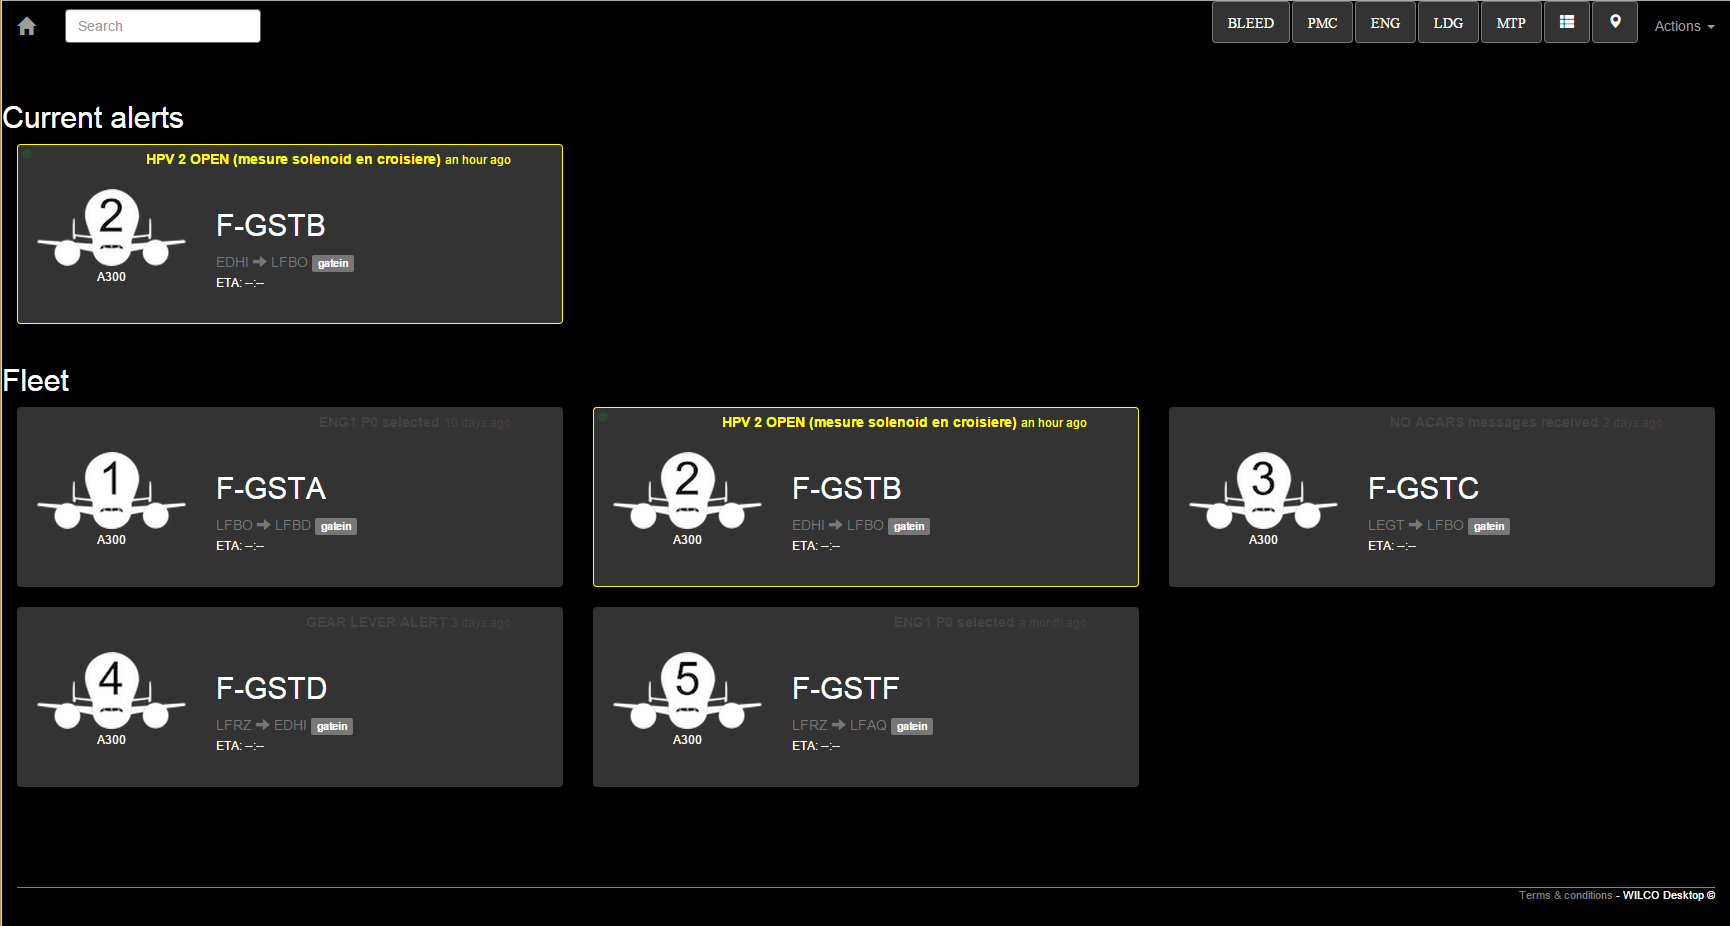 Search
BLEED PMC ENG LDG MTP Actions
Current alerts
HPV 2 OPEN (mesure solenoid en croisiere) an hour ago
2
A300
F-GSTB
EDHI LFBO gatein
ETA: --:--
Fleet
ENG1 P0 selected 10 days ago
1
A300
F-GSTA
LFBO LFBD gatein
ETA: --:--
HPV 2 OPEN (mesure solenoid en croisiere) an hour ago
2
A300
F-GSTB
EDHI LFBO gatein
ETA: --:--
NO ACARS messages received 2 days ago
3
A300
F-GSTC
LEGT LFBO gatein
ETA: --:--
GEAR LEVER ALERT 3 days ago
4
A300
F-GSTD
LFRZ EDHI gatein
ETA: --:--
ENG1 P0 selected a month ago
5
A300
F-GSTF
LFRZ LFAQ gatein
ETA: --:--
Terms & conditions - WILCO Desktop ©